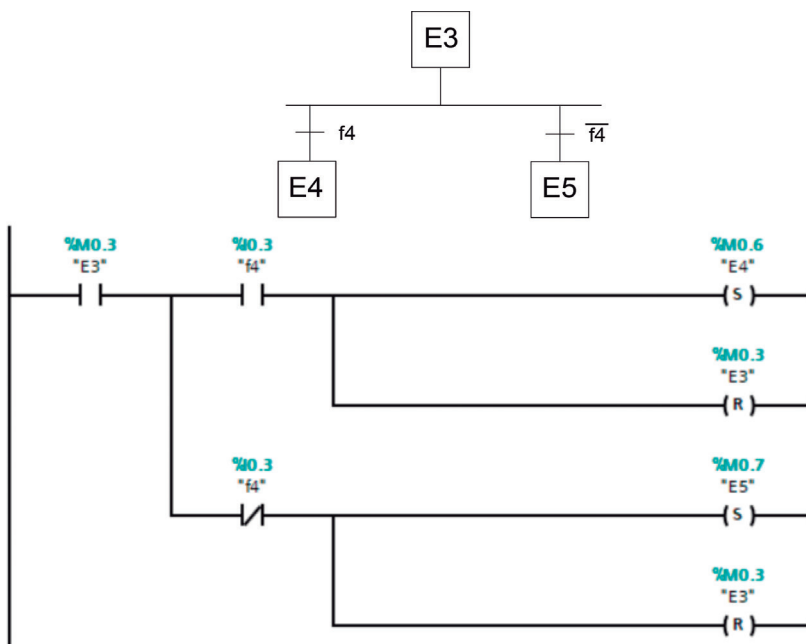 E3
f4
f4̅
E4
E5
%M0.3
"E3"
%I0.3
"f4"
%M0.6
"E4"
S
%M0.3
"E3"
R
%I0.3
"f4"
%M0.7
"E5"
S
%M0.3
"E3"
R